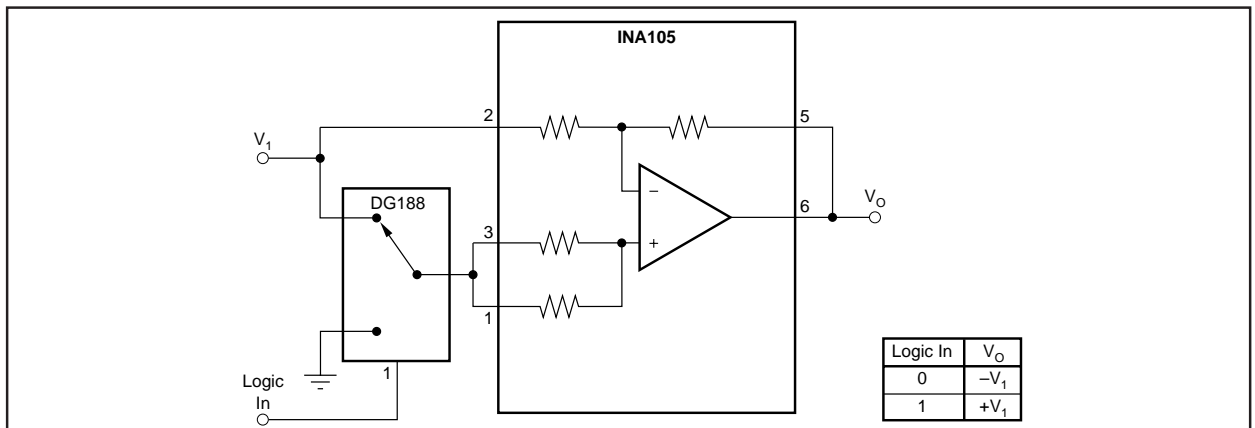 INA105
2
5
V1
DG188
3
6
VO
−
+
1
1
Logic
In
Logic In VO
0 −V1
1 +V1